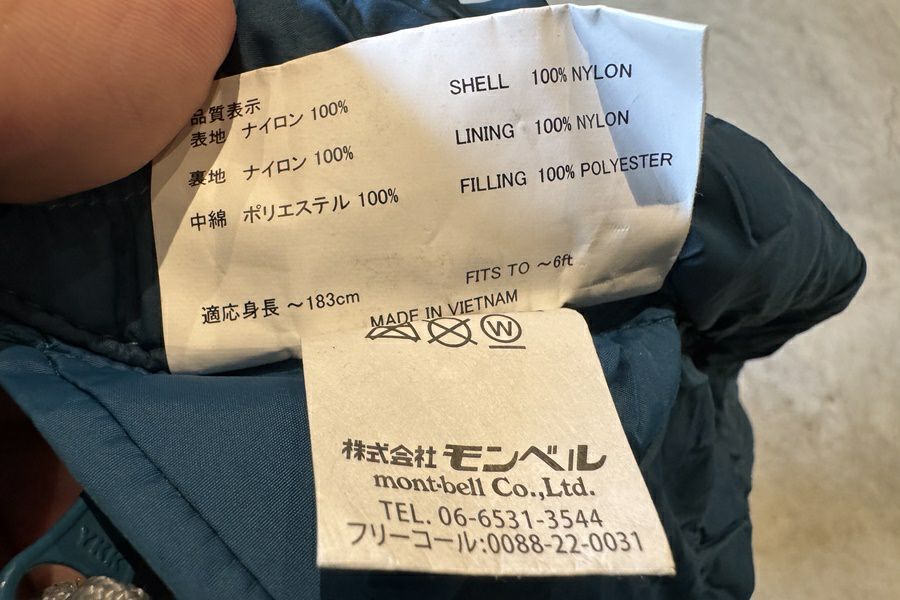 品質表示
表地 ナイロン 100%
裏地 ナイロン 100%
中綿 ポリエステル 100%
適応身長 ～183cm
SHELL 100% NYLON
LINING 100% NYLON
FILLING 100% POLYESTER
FITS TO ～6ft
MADE IN VIETNAM
W
株式会社 モンベル
mont-bell Co.,Ltd.
TEL. 06-6531-3544
フリーコール:0088-22-0031
YKK